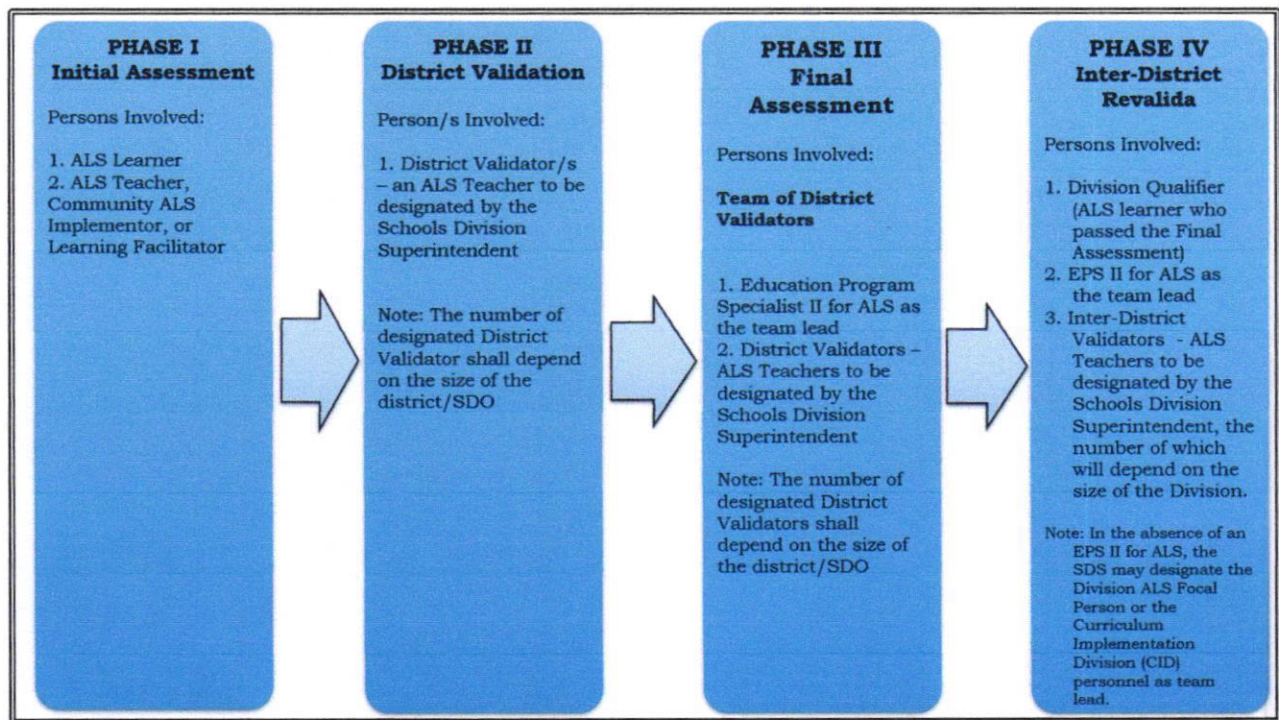 PHASE I
Initial Assessment
Persons Involved:
1. ALS Learner
2. ALS Teacher,
Community ALS
Implementor, or
Learning Facilitator
PHASE II
District Validation
Person/s Involved:
1. District Validator/s
– an ALS Teacher to be
designated by the
Schools Division
Superintendent
Note: The number of
designated District
Validator shall depend
on the size of the
district/SDO
PHASE III
Final
Assessment
Persons Involved:
Team of District
Validators
1. Education Program
Specialist II for ALS as
the team lead
2. District Validators –
ALS Teachers to be
designated by the
Schools Division
Superintendent
Note: The number of
designated District
Validators shall
depend on the size of
the district/SDO
PHASE IV
Inter-District
Revalida
Persons Involved:
1. Division Qualifier
(ALS learner who
passed the Final
Assessment)
2. EPS II for ALS as
the team lead
3. Inter-District
Validators - ALS
Teachers to be
designated by the
Schools Division
Superintendent, the
number of which
will depend on the
size of the Division.
Note: In the absence of an
EPS II for ALS, the
SDS may designate the
Division ALS Focal
Person or the
Curriculum
Implementation
Division (CID)
personnel as team
lead.